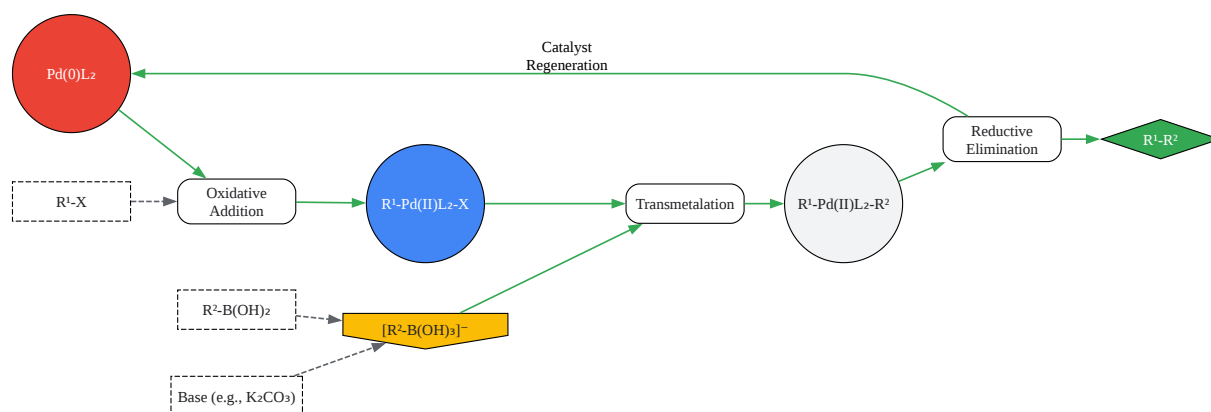 Catalyst
Regeneration
Pd(0)L₂
Reductive
Elimination
R¹-R²
R¹-X
Oxidative
Addition
R¹-Pd(II)L₂-X
Transmetalation
R¹-Pd(II)L₂-R²
R²-B(OH)₂
[R²-B(OH)₃]⁻
Base (e.g., K₂CO₃)